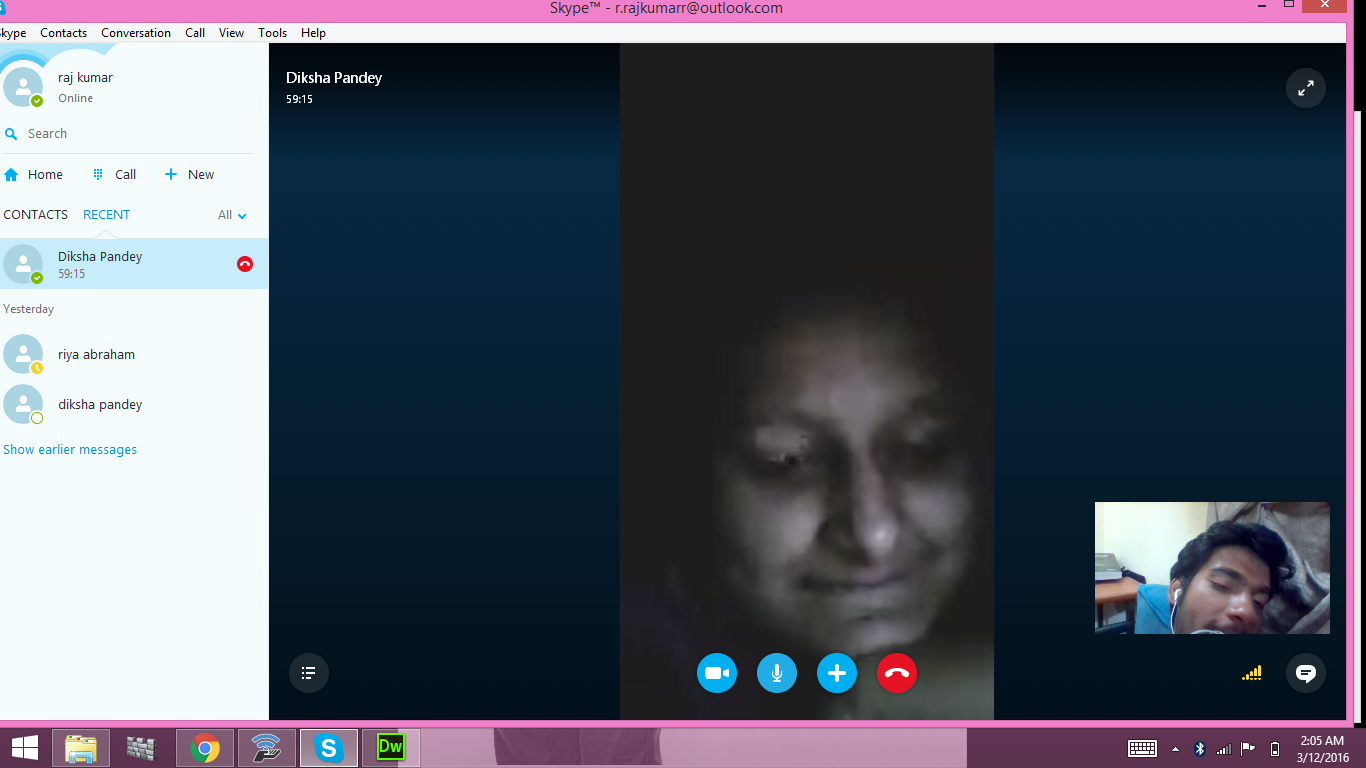 Skype™ - r.rajkumarr@outlook.com
Contacts Conversation Call View Tools Help
raj kumar
Online
Search
Home Call New
CONTACTS RECENT All
Diksha Pandey
59:15
Yesterday
riya abraham
diksha pandey
Show earlier messages
Diksha Pandey
59:15
S
Dw
2:05 AM
3/12/2016